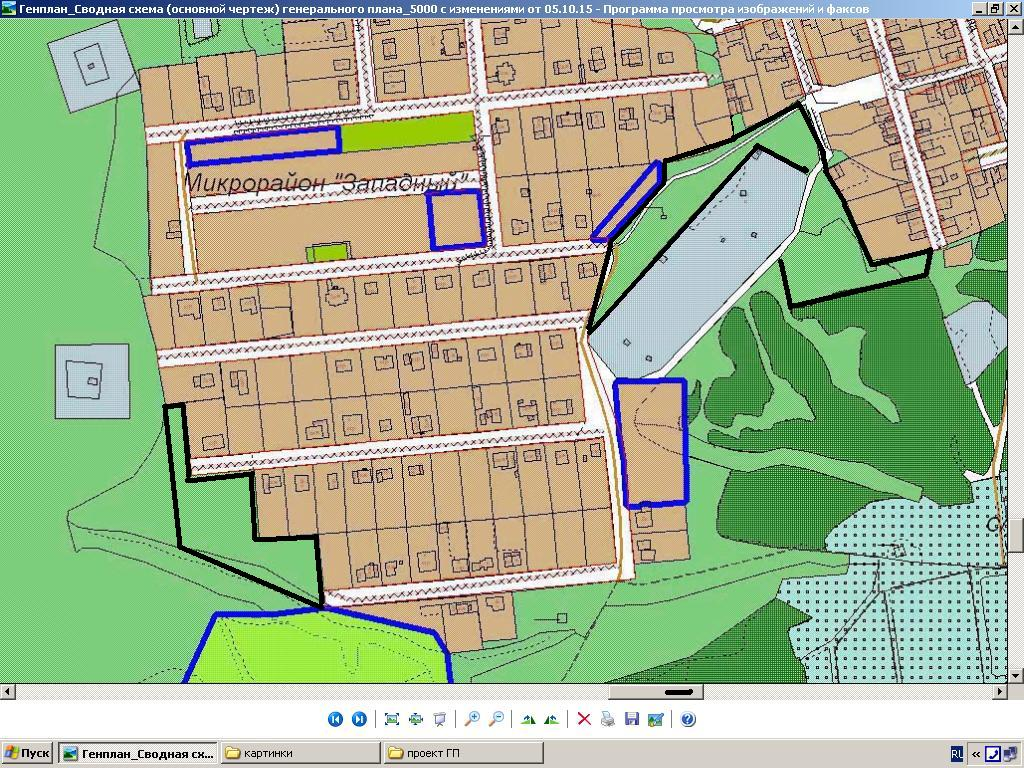 Генплан_Сводная схема (основной чертеж) генерального плана_5000 с изменениями от 05.10.15 - Программа просмотра изображений и факсов
Микрорайон "Западный"
Пуск
Генплан_Сводная сх...
картинки
проект ГП
RU
«